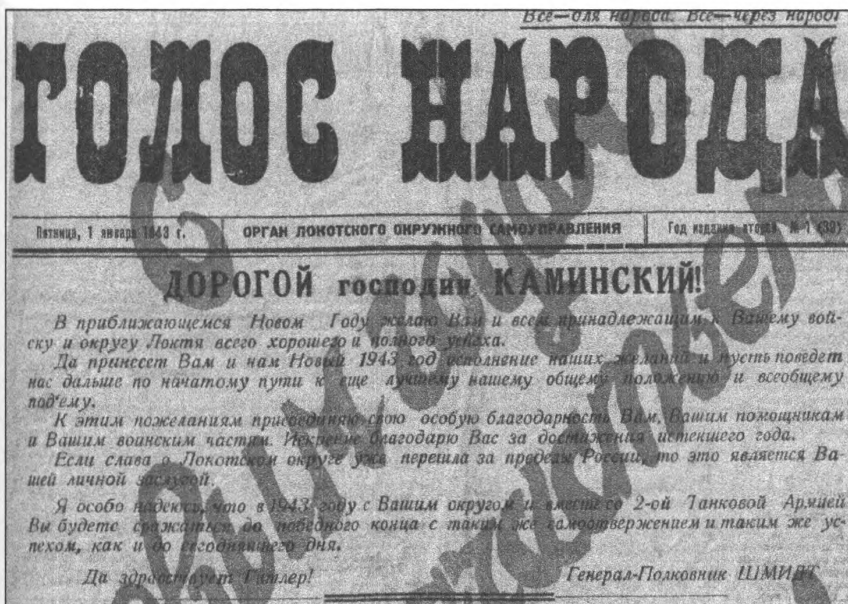 Все—для народа. Все—через народ!
ГОЛОС НАРОДА
Пятница, 1 января 1943 г.
ОРГАН ЛОКОТСКОГО ОКРУЖНОГО САМОУПРАВЛЕНИЯ
Год издания второй № 1 (38)
ДОРОГОЙ господин КАМИНСКИЙ!
В приближающемся Новом Году желаю Вам и всем принадлежащим к Вашему вой-
ску и округу Локтя всего хорошего и полного успеха.
Да принесет Вам и нам Новый 1943 год исполнение наших желаний и пусть поведет
нас дальше по начатому пути к еще лучшему нашему общему положению и всеобщему
под'ему.
К этим пожеланиям присоединяю свою особую благодарность Вам, Вашим помощникам
и Вашим воинским частям. Искренне благодарю Вас за достижения истекшего года.
Если слава о Локотском округе уже перешла за пределы России, то это является Ва-
шей личной заслугой.
Я особо надеюсь, что в 1943 году с Вашим округом и вместе со 2-ой Танковой Армией
Вы будете сражаться до победного конца с таким же самоотвержением и таким же ус-
пехом, как и до сегодняшнего дня.
Да здравствует Гитлер!
Генерал-Полковник ШМИДТ